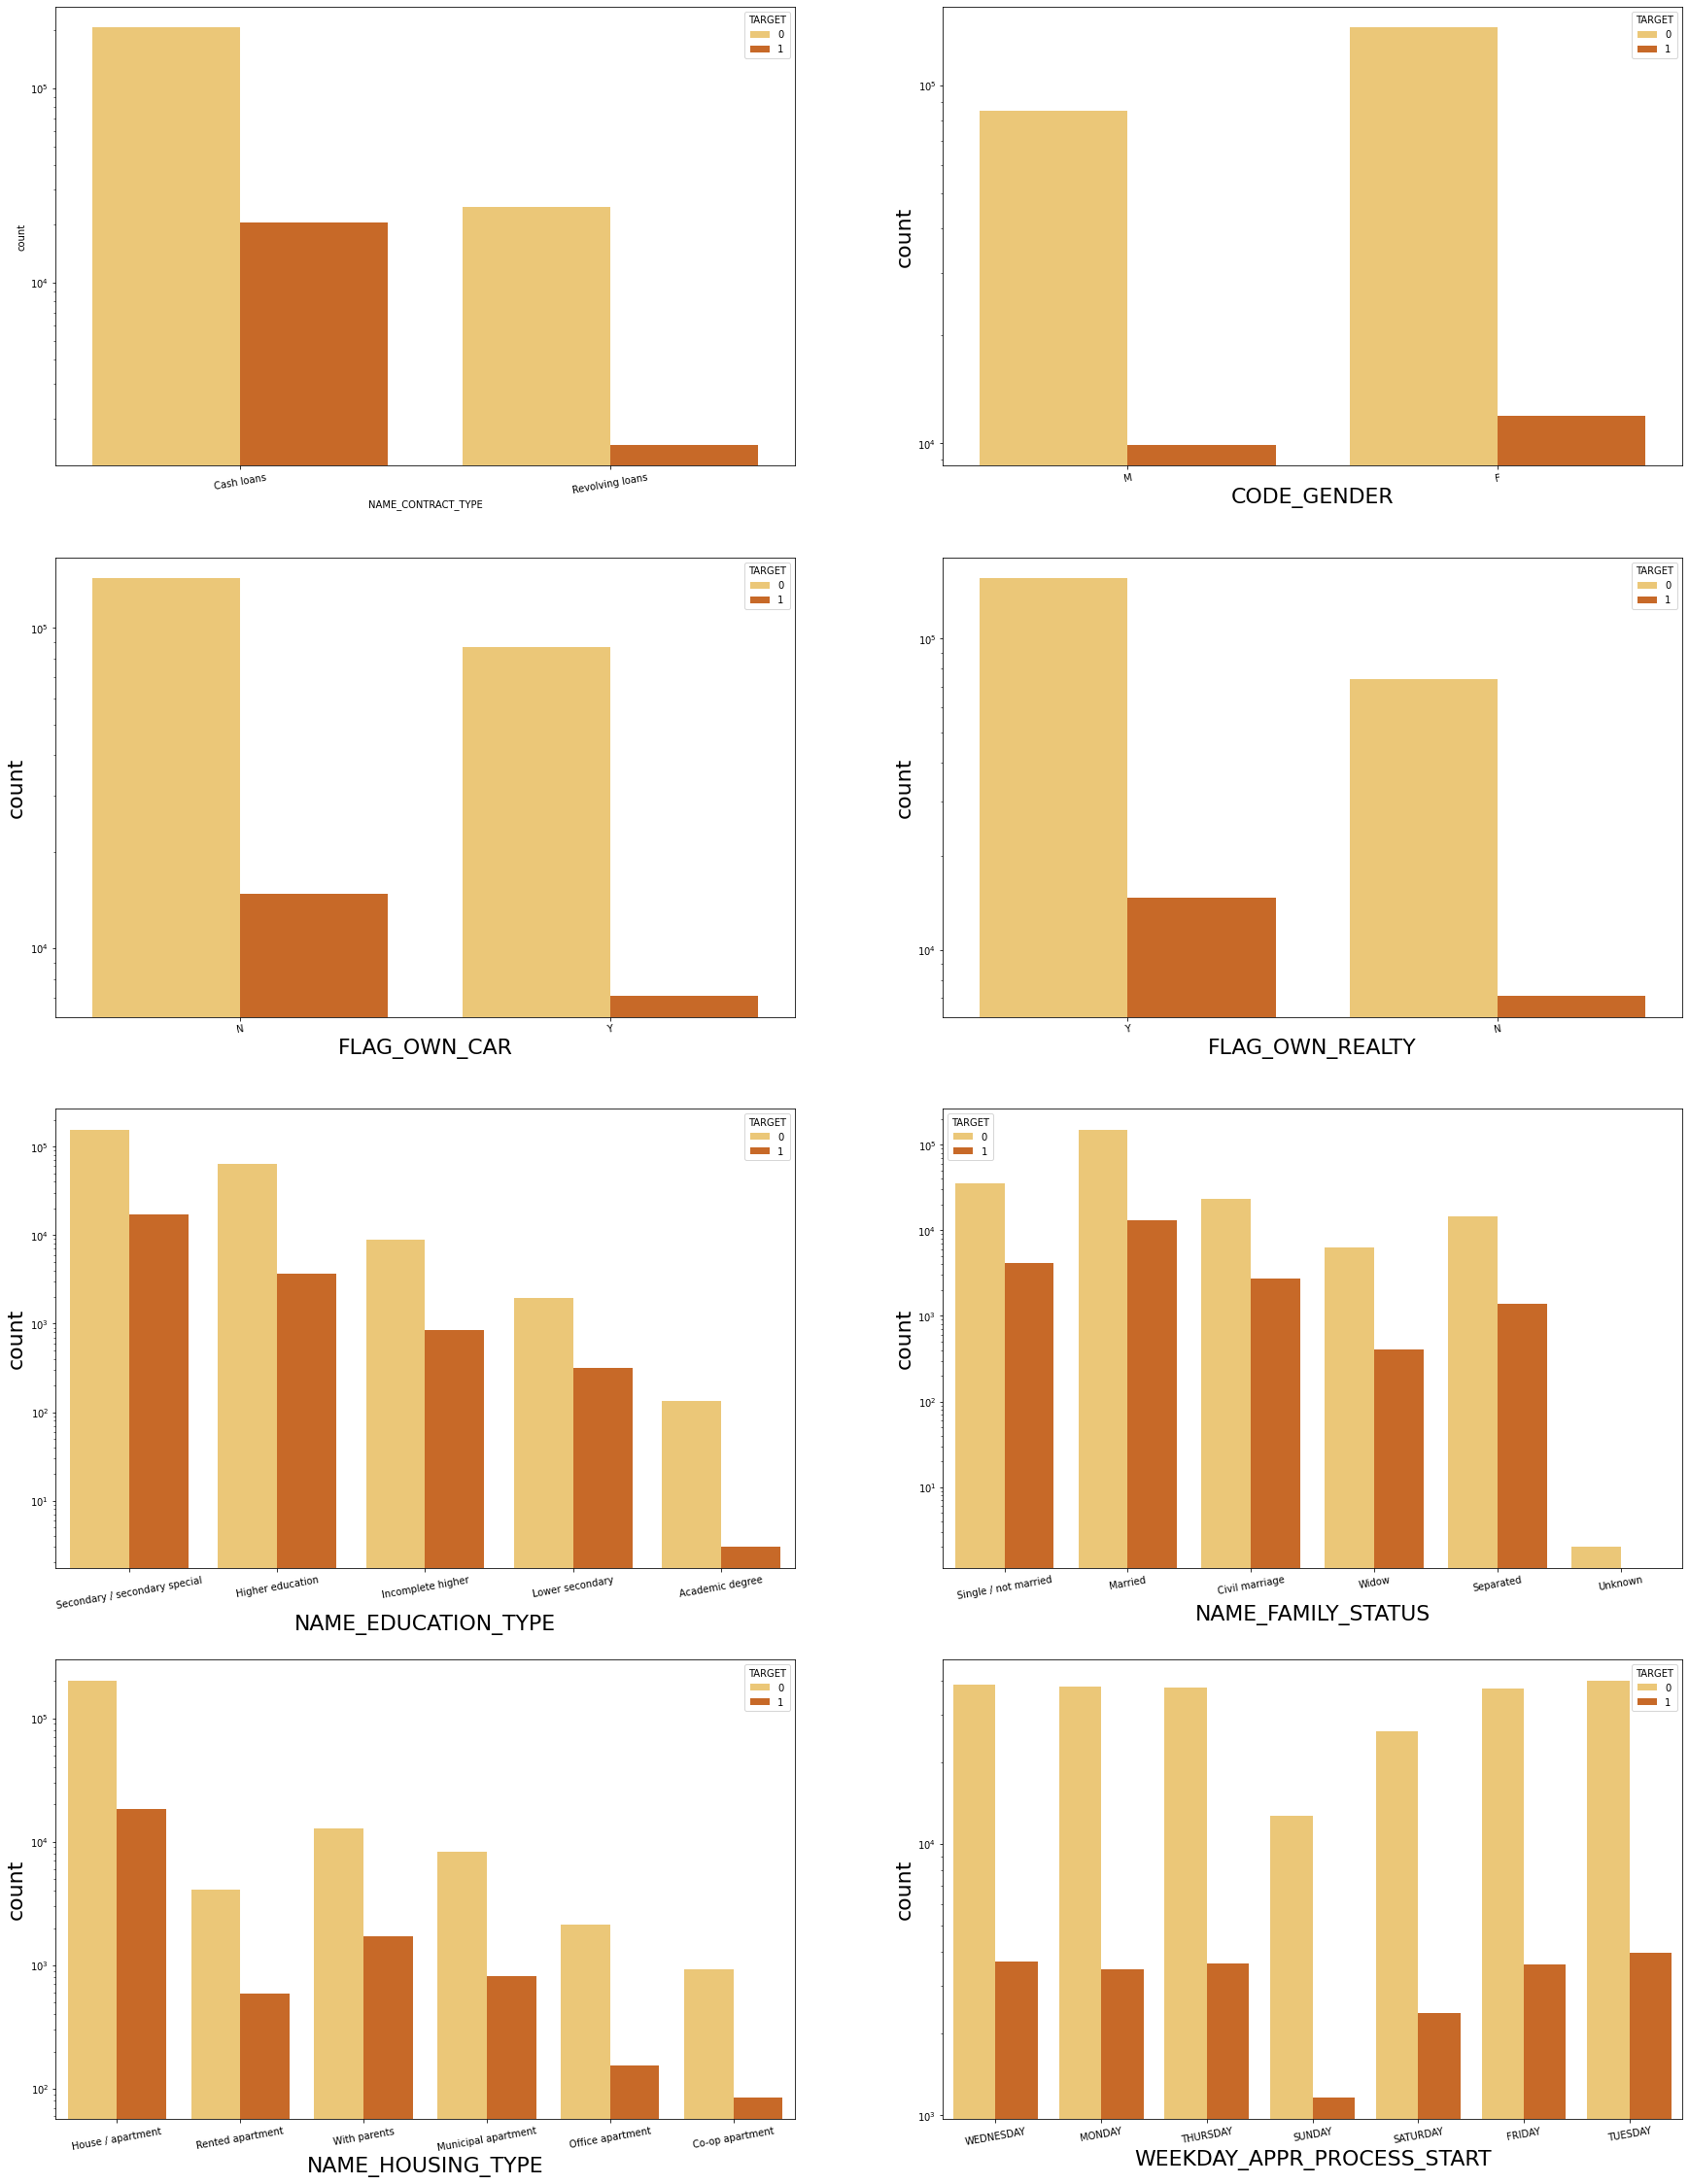 TARGET
0
1
10^5
10^4
count
Cash loans
Revolving loans
NAME_CONTRACT_TYPE
TARGET
0
1
10^5
10^4
count
M
F
CODE_GENDER
TARGET
0
1
10^5
10^4
count
N
Y
FLAG_OWN_CAR
TARGET
0
1
10^5
10^4
count
Y
N
FLAG_OWN_REALTY
TARGET
0
1
10^5
10^4
10^3
10^2
10^1
count
Secondary / secondary special
Higher education
Incomplete higher
Lower secondary
Academic degree
NAME_EDUCATION_TYPE
TARGET
0
1
10^5
10^4
10^3
10^2
10^1
count
Single / not married
Married
Civil marriage
Widow
Separated
Unknown
NAME_FAMILY_STATUS
TARGET
0
1
10^5
10^4
10^3
10^2
count
House / apartment
Rented apartment
With parents
Municipal apartment
Office apartment
Co-op apartment
NAME_HOUSING_TYPE
TARGET
0
1
10^4
10^3
count
WEDNESDAY
MONDAY
THURSDAY
SUNDAY
SATURDAY
FRIDAY
TUESDAY
WEEKDAY_APPR_PROCESS_START